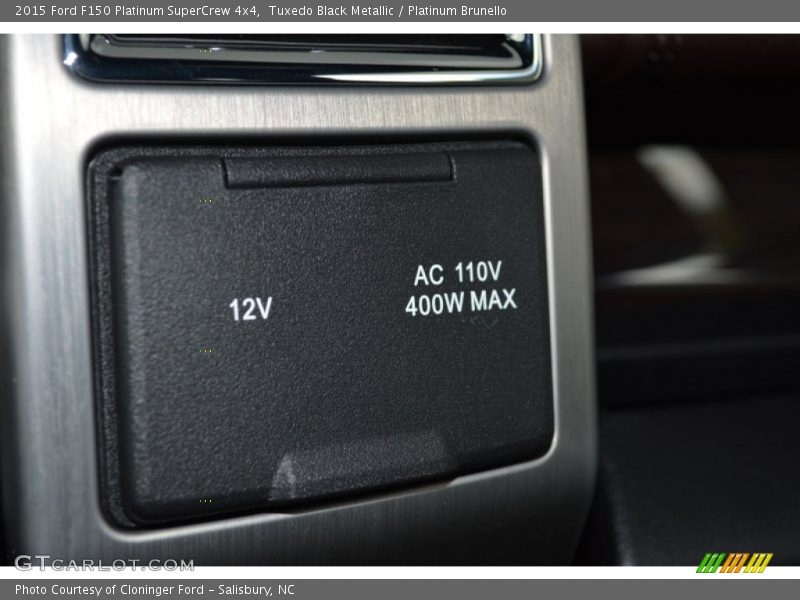 2015 Ford F150 Platinum SuperCrew 4x4, Tuxedo Black Metallic / Platinum Brunello
12V
AC 110V
400W MAX
GTCARLOT.COM
Photo Courtesy of Cloninger Ford - Salisbury, NC